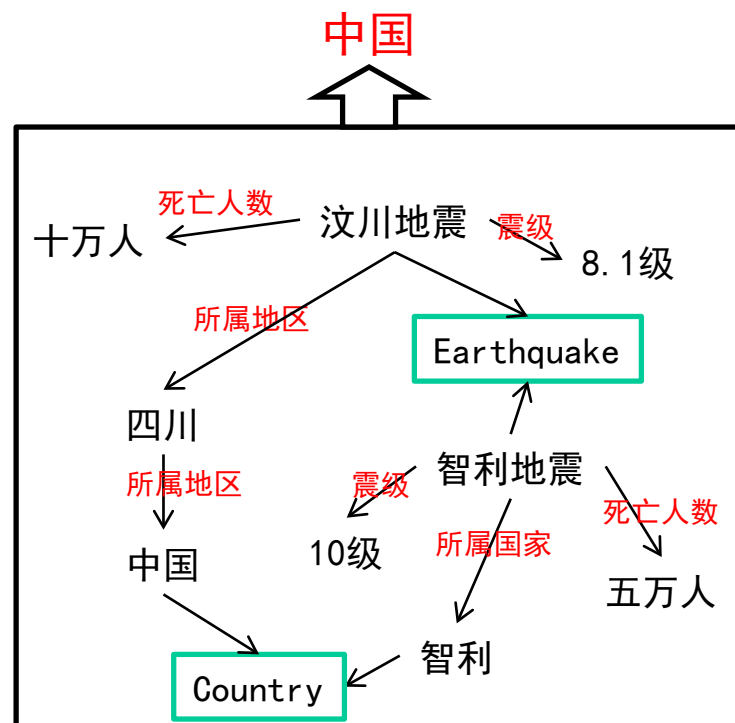 中国
死亡人数
汶川地震
震级
十万人
8.1级
所属地区
Earthquake
四川
智利地震
所属地区
震级
死亡人数
10级
所属国家
中国
五万人
智利
Country